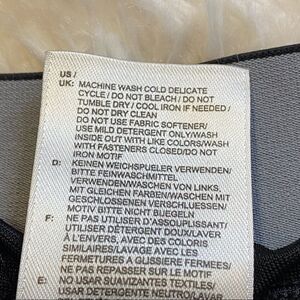 US /
UK: MACHINE WASH COLD DELICATE
CYCLE / DO NOT BLEACH / DO NOT
TUMBLE DRY / COOL IRON IF NEEDED /
DO NOT DRY CLEAN
DO NOT USE FABRIC SOFTENER/
USE MILD DETERGENT ONLY/WASH
INSIDE OUT WITH LIKE COLORS/WASH
WITH FASTENERS CLOSED/DO NOT
IRON MOTIF
D: KEINEN WEICHSPUELER VERWENDEN/
BITTE FEINWASCHMITTEL
VERWENDEN/WASCHEN VON LINKS,
MIT GLEICHEN FARBEN/WASCHEN MIT
GESCHLOSSENEN VERSCHLUESSEN/
MOTIV BITTE NICHT BUEGELN
F: NE PAS UTILISER D'ASSOUPLISSANT/
UTILISER DÉTERGENT DOUX/LAVER
À L'ENVERS, AVEC DES COLORIS
SIMILAIRES/LAVAGE AVEC LES
FERMETURES A GLISSIERE FERMÉES/
NE PAS REPASSER SUR LE MOTIF
E: NO USAR SUAVIZANTES TEXTILES/
USAR DETERGENTE NEUTRO/LAVAR